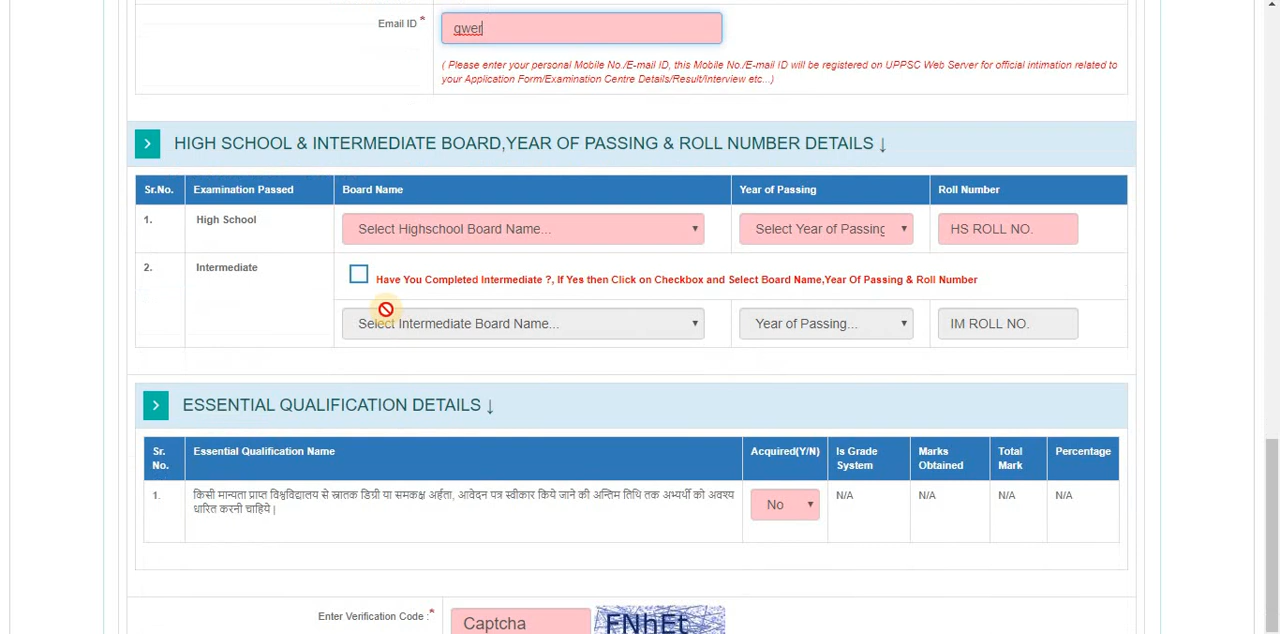 Email ID *
qwer
( Please enter your personal Mobile No./E-mail ID, this Mobile No./E-mail ID will be registered on UPPSC Web Server for official intimation related to
your Application Form/Examination Centre Details/Result/Interview etc...)
HIGH SCHOOL & INTERMEDIATE BOARD,YEAR OF PASSING & ROLL NUMBER DETAILS ↓
Sr.No. Examination Passed Board Name Year of Passing Roll Number
1. High School Select Highschool Board Name... Select Year of Passing HS ROLL NO.
2. Intermediate Have You Completed Intermediate ?, If Yes then Click on Checkbox and Select Board Name,Year Of Passing & Roll Number
Select Intermediate Board Name... Year of Passing... IM ROLL NO.
ESSENTIAL QUALIFICATION DETAILS ↓
Sr. No. Essential Qualification Name Acquired(Y/N) Is Grade System Marks Obtained Total Mark Percentage
1. किसी मान्यता प्राप्त विश्वविद्यालय से स्नातक डिग्री या समकक्ष अर्हता, आवेदन पत्र स्वीकार किये जाने की अन्तिम तिथि तक अभ्यर्थी को अवश्य No N/A N/A N/A N/A
धारित करनी चाहिये |
Enter Verification Code :* Captcha FNhEt